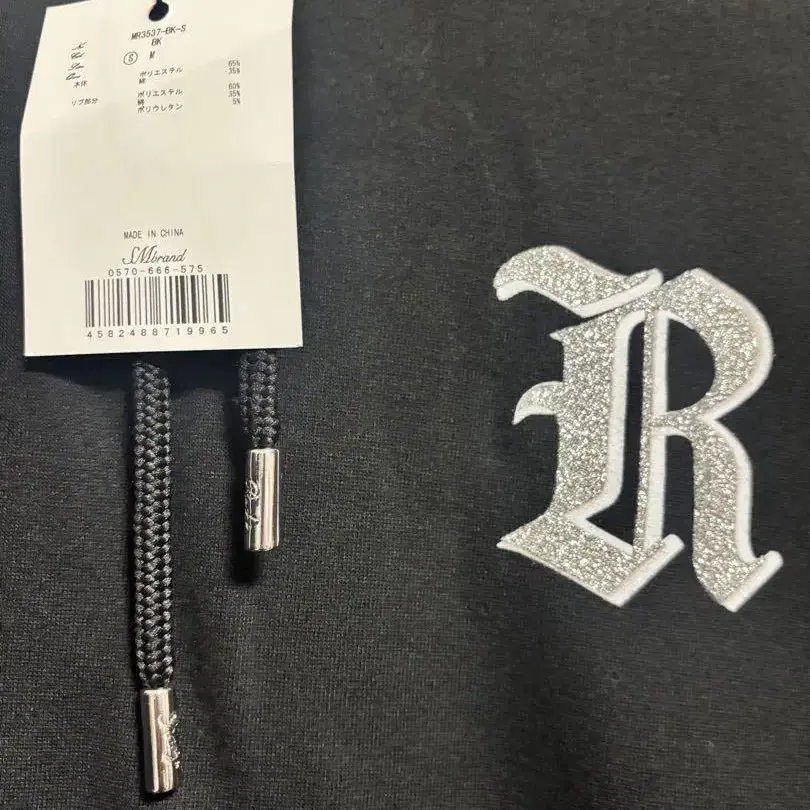 MR3537-BK-S
BK
S M
65%
ポリエステル 35%
綿
本体
60%
ポリエステル 35%
リブ部分 綿 5%
ポリウレタン
MADE IN CHINA
SMbrand
0570-666-575
4582488719965
R